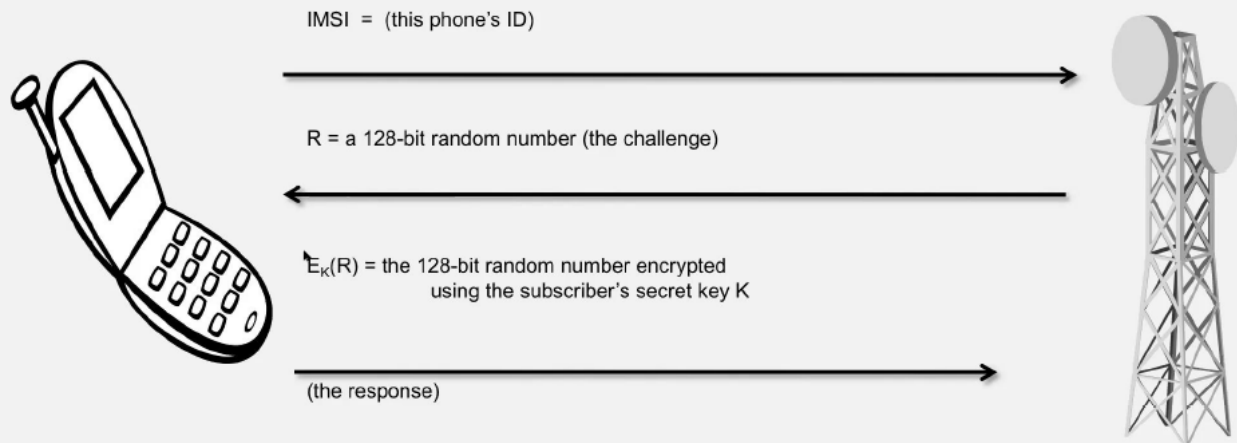 IMSI = (this phone's ID)
R = a 128-bit random number (the challenge)
E_K(R) = the 128-bit random number encrypted
using the subscriber's secret key K
(the response)